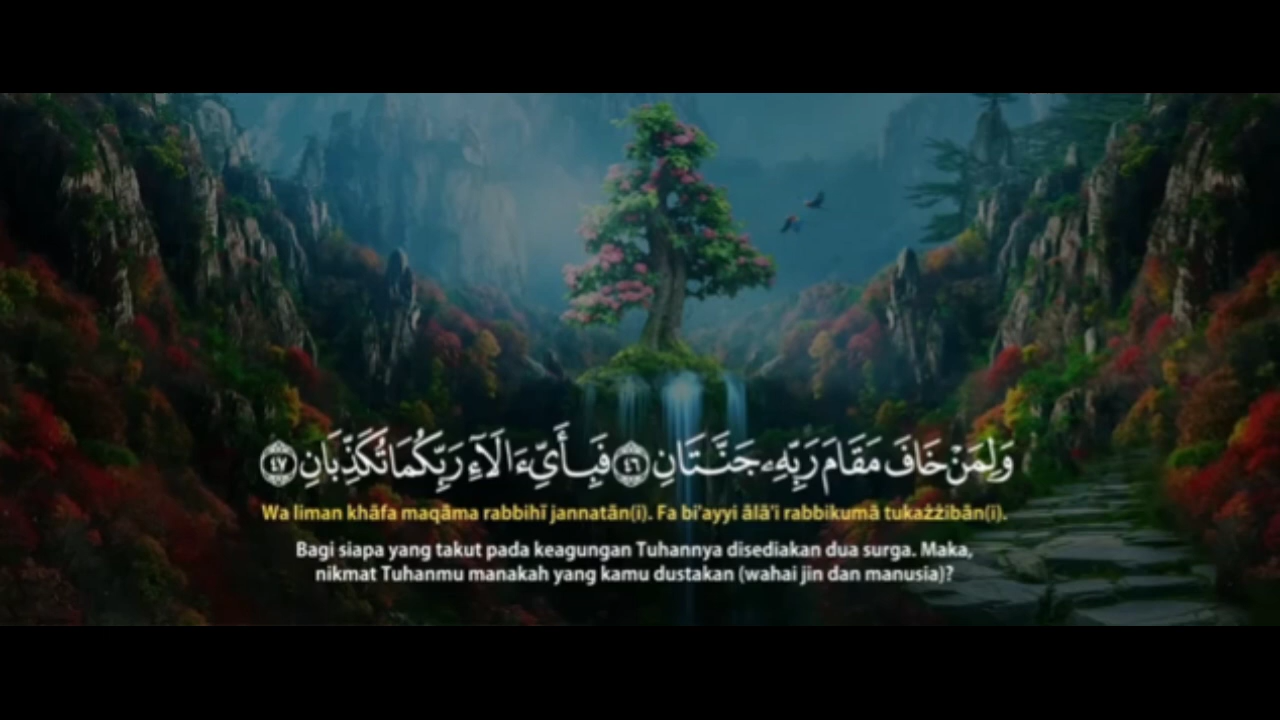 وَلِمَنْ خَافَ مَقَامَ رَبِّهِۦ جَنَّتَانِ ٤٦ فَبِأَيِّ ءَالَآءِ رَبِّكُمَا تُكَذِّبَانِ ٤٧
Wa liman khāfa maqāma rabbihī jannatān(i). Fa bi'ayyi ālā'i rabbikumā tukażżibān(i).
Bagi siapa yang takut pada keagungan Tuhannya disediakan dua surga. Maka,
nikmat Tuhanmu manakah yang kamu dustakan (wahai jin dan manusia)?